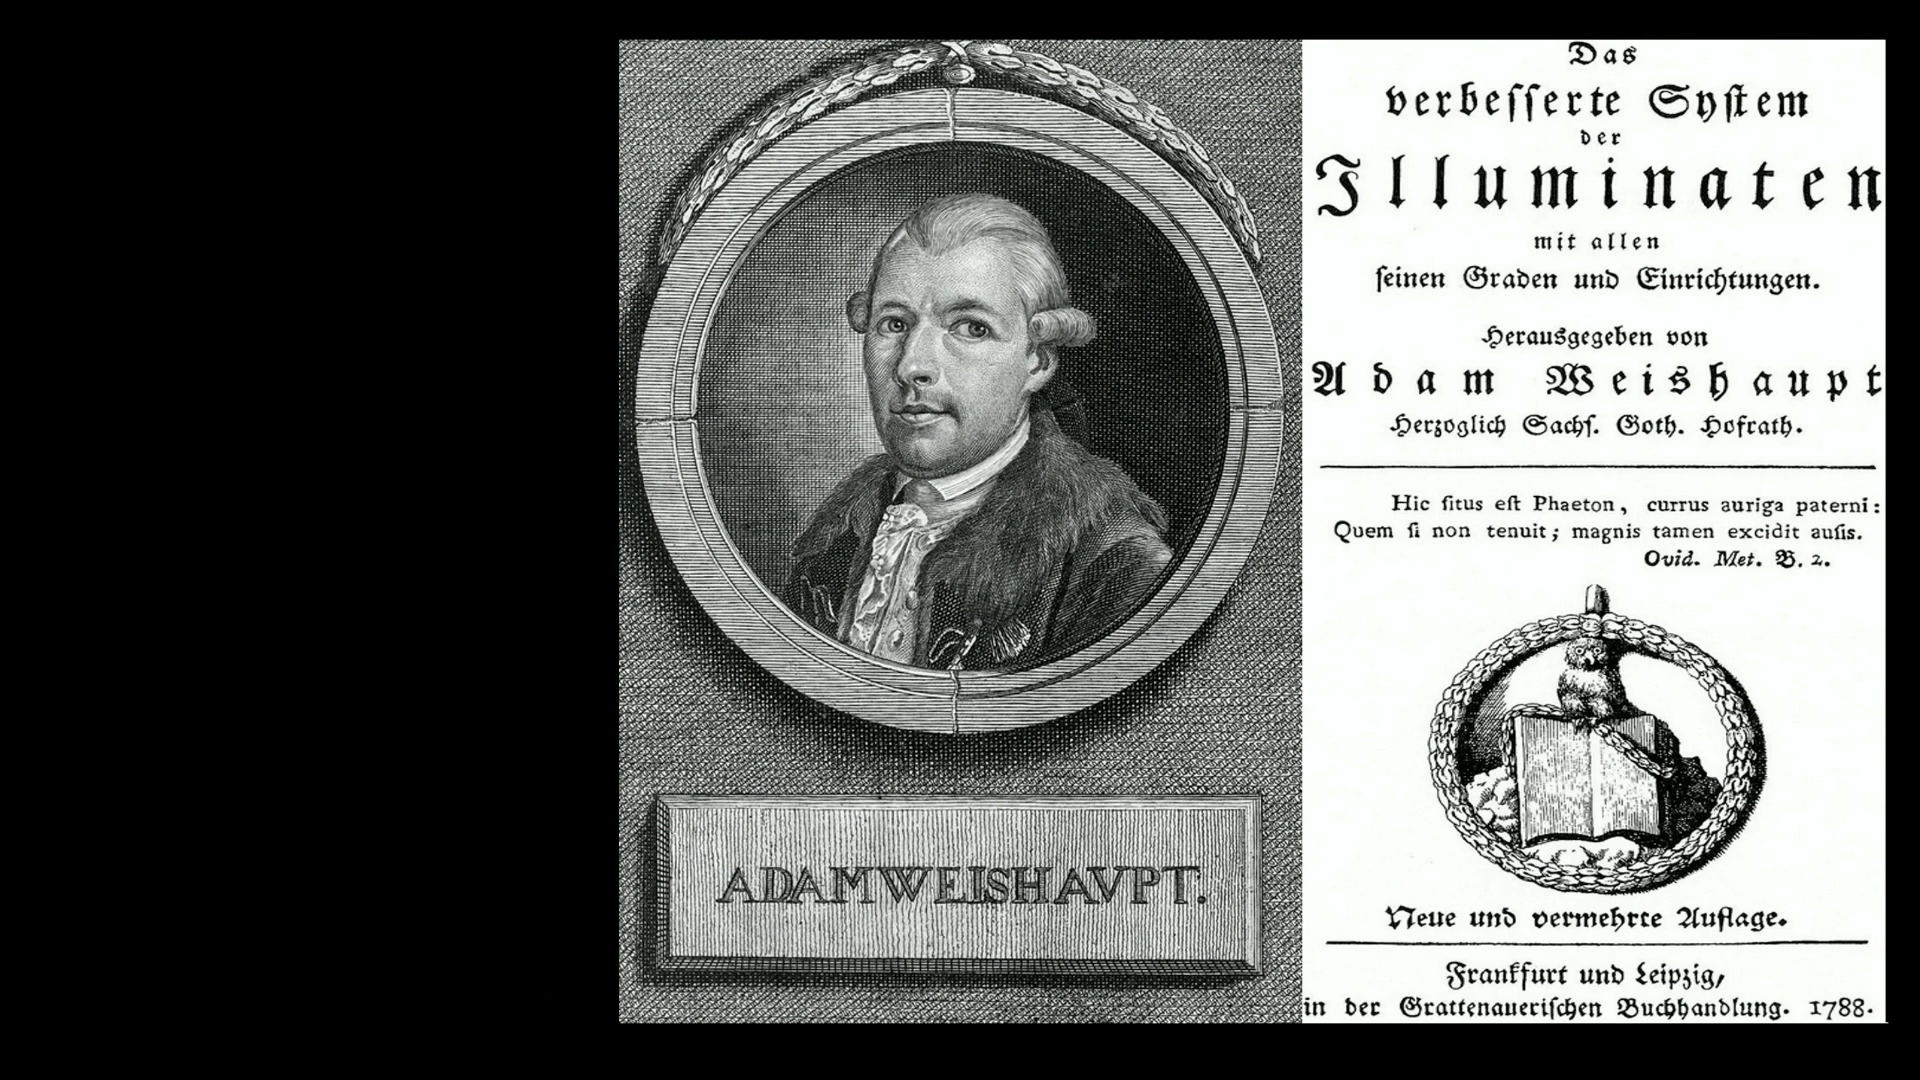 ADAM WEISHAVPT.
Das
verbesserte System
der
Illuminaten
mit allen
seinen Graden und Einrichtungen.
Herausgegeben von
Adam Weishaupt
Herzoglich Sachs. Goth. Hofrath.
Hic situs est Phaeton, currus auriga paterni:
Quem si non tenuit; magnis tamen excidit ausis.
Ovid. Met. B. 2.
Neue und vermehrte Auflage.
Frankfurt und Leipzig,
in der Grattenauerischen Buchhandlung. 1788.